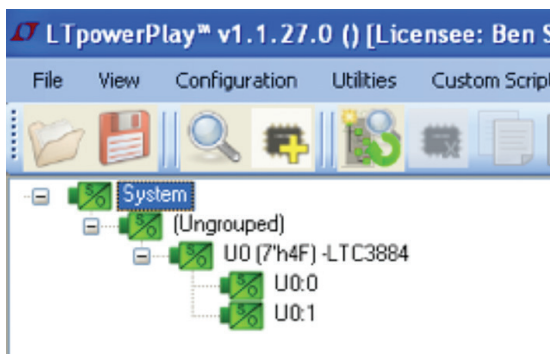 LTpowerPlay™ v1.1.27.0 () [Licensee: Ben S
File View Configuration Utilities Custom Scrip
System
(Ungrouped)
U0 (7'h4F) -LTC3884
U0:0
U0:1